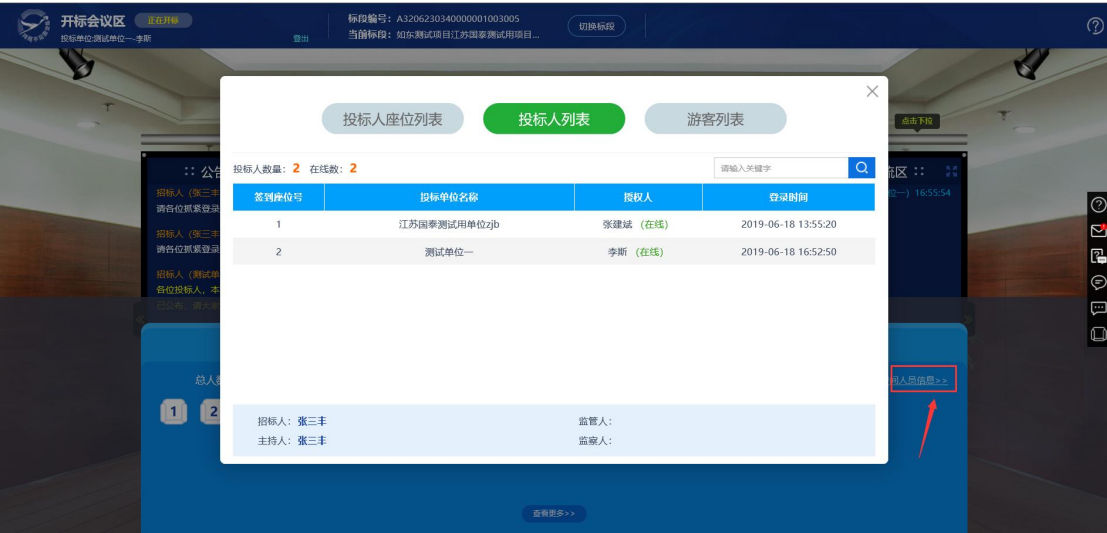 开标会议区 正在开标
投标单位:测试单位一-李斯
登出
标段编号：A3206230340000001003005
当前标段：如东测试项目江苏国泰测试用项目...
切换标段
点击下拉
投标人座位列表 投标人列表 游客列表
投标人数量：2 在线数：2
请输入关键字
签到座位号 投标单位名称 授权人 登录时间
1 江苏国泰测试用单位zjb 张建斌 (在线) 2019-06-18 13:55:20
2 测试单位一 李斯 (在线) 2019-06-18 16:52:50
招标人：张三丰 监管人：
主持人：张三丰 监察人：
:: 公告
流区 ::
招标人（张三丰
请各位抓紧登录
招标人（张三丰
请各位抓紧登录
招标人（测试单
各位投标人，本
已公布，请大
位一）16:55:54
总人数
1 2
间人员信息>>
查看更多>>